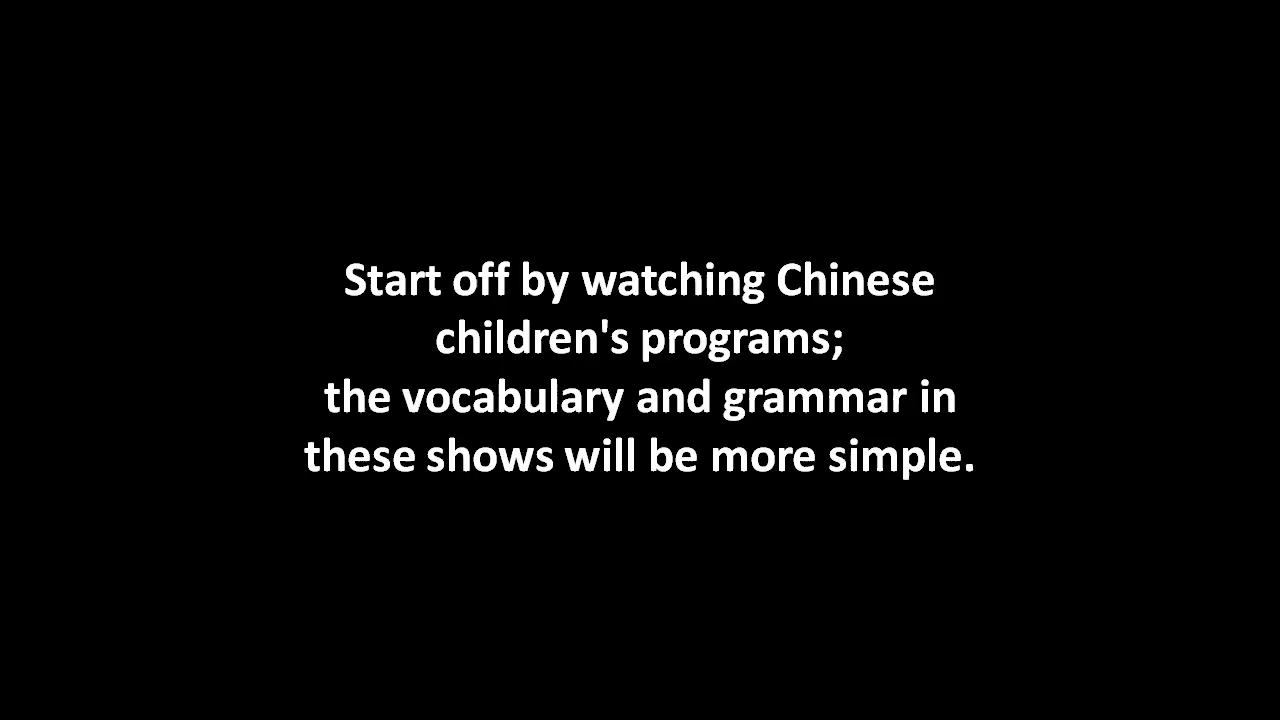 Start off by watching Chinese
children's programs;
the vocabulary and grammar in
these shows will be more simple.